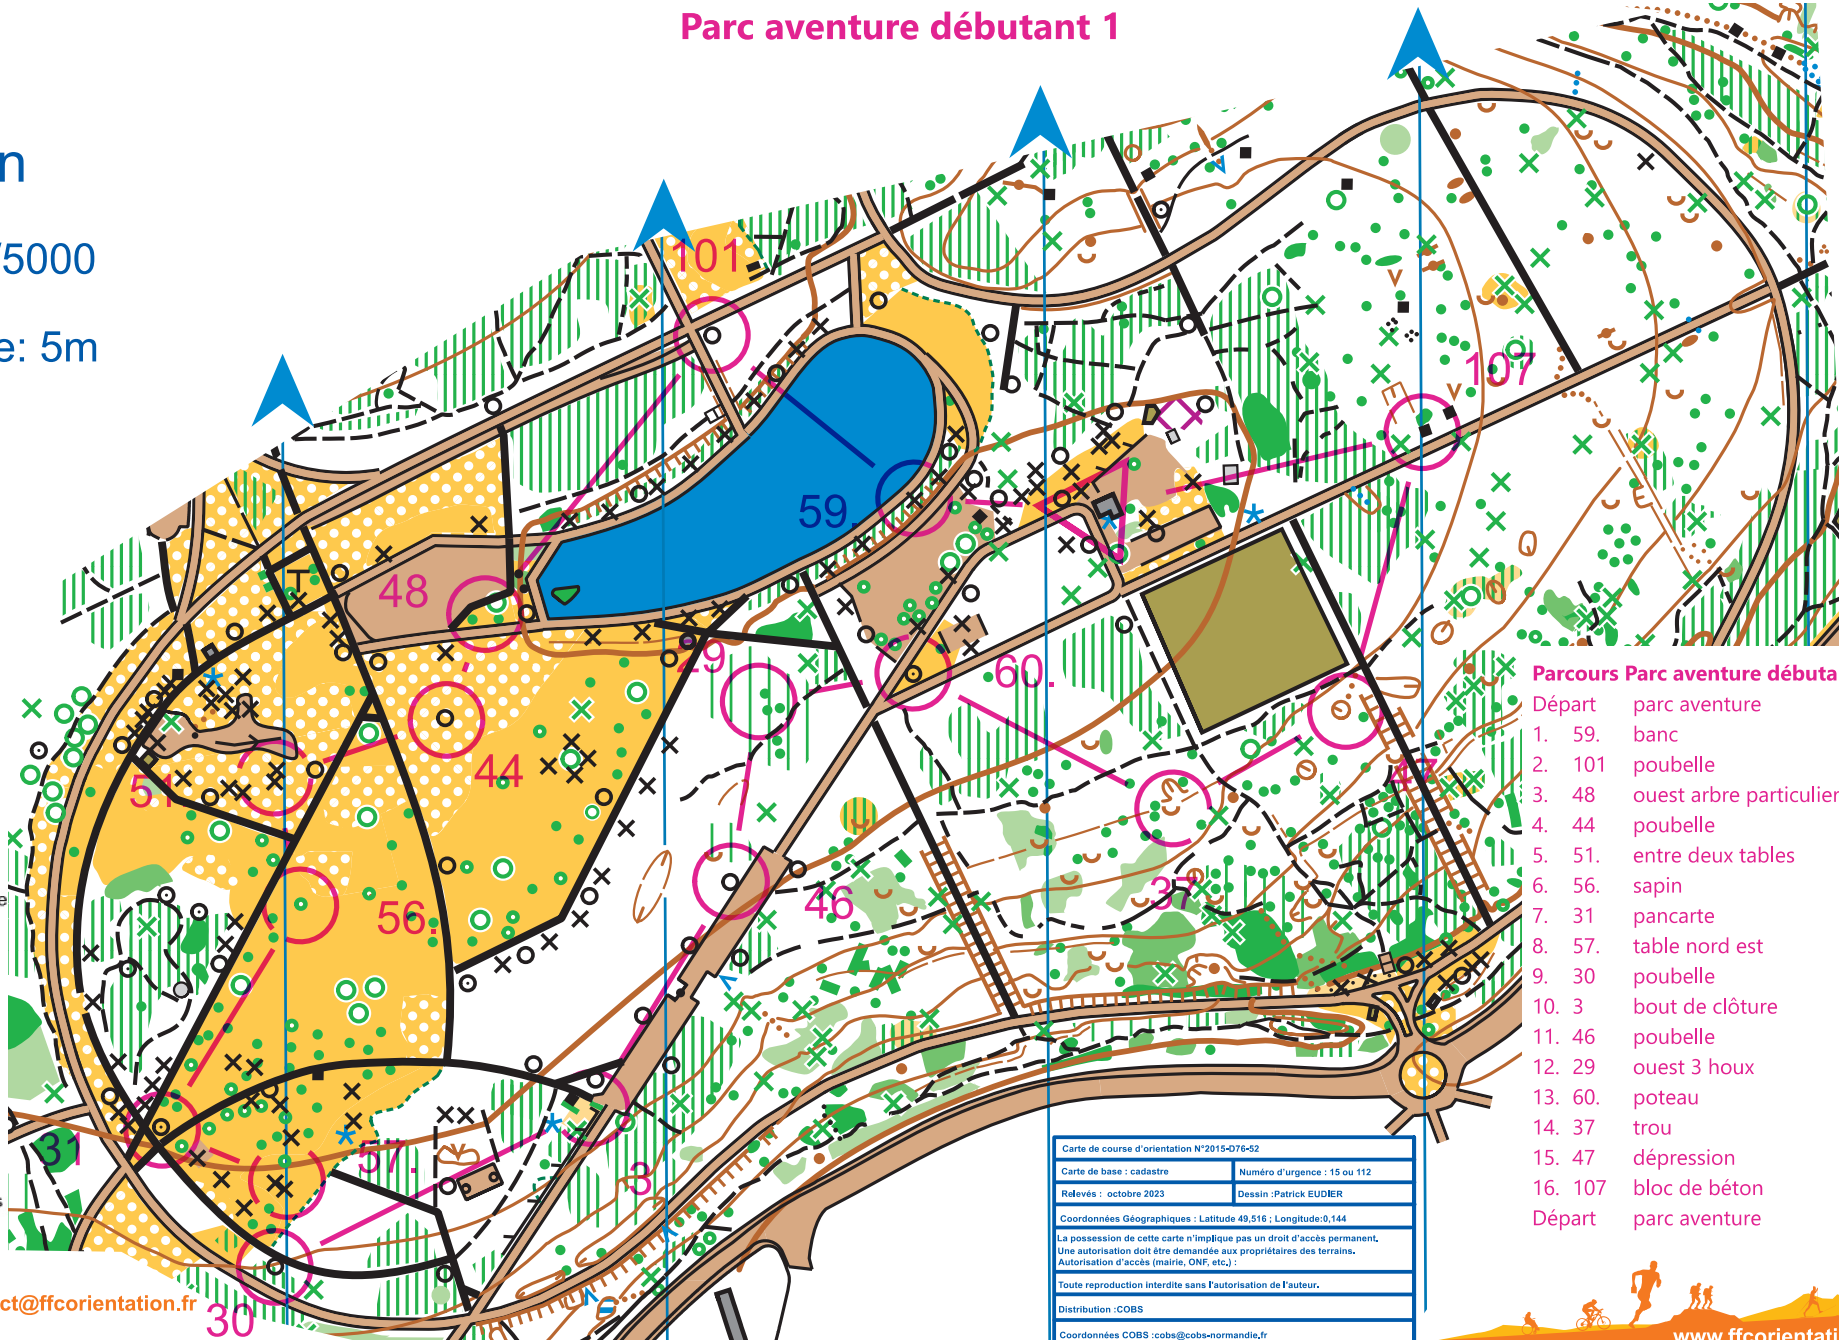 Parc aventure débutant 1
n
/5000
e: 5m
101
107
59.
48
29
60.
44
51.
47
56.
46
37
31
57.
3
30
e
s
Parcours Parc aventure débuta
Départ parc aventure
1. 59. banc
2. 101 poubelle
3. 48 ouest arbre particulier
4. 44 poubelle
5. 51. entre deux tables
6. 56. sapin
7. 31 pancarte
8. 57. table nord est
9. 30 poubelle
10. 3 bout de clôture
11. 46 poubelle
12. 29 ouest 3 houx
13. 60. poteau
14. 37 trou
15. 47 dépression
16. 107 bloc de béton
Départ parc aventure
Carte de course d'orientation N°2015-D76-52
Carte de base : cadastre
Numéro d'urgence : 15 ou 112
Relevés : octobre 2023
Dessin :Patrick EUDIER
Coordonnées Géographiques : Latitude 49,516 ; Longitude:0,144
La possession de cette carte n'implique pas un droit d'accès permanent.
Une autorisation doit être demandée aux propriétaires des terrains.
Autorisation d'accès (mairie, ONF, etc.) :
Toute reproduction interdite sans l'autorisation de l'auteur.
Distribution :COBS
Coordonnées COBS :cobs@cobs-normandie.fr
ct@ffcorientation.fr
www.ffcorientati